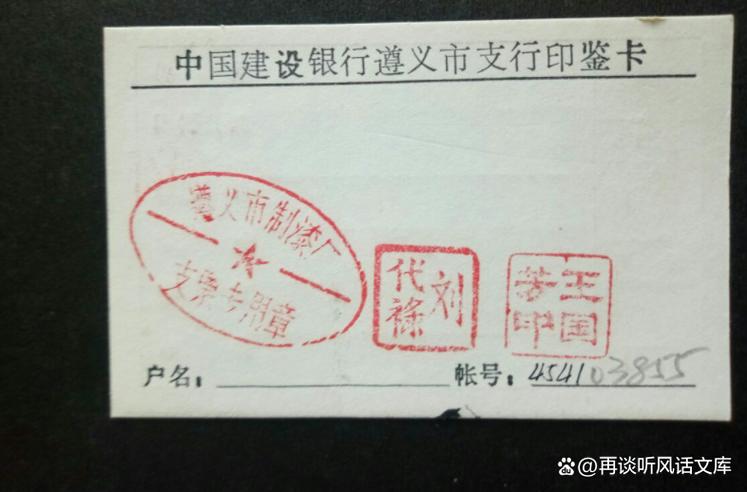 中国建设银行遵义市支行印鉴卡
遵义市制漆厂
支票专用章
刘代禄
王国芳印
户名：
帐号：454103855
@再谈听风话文库